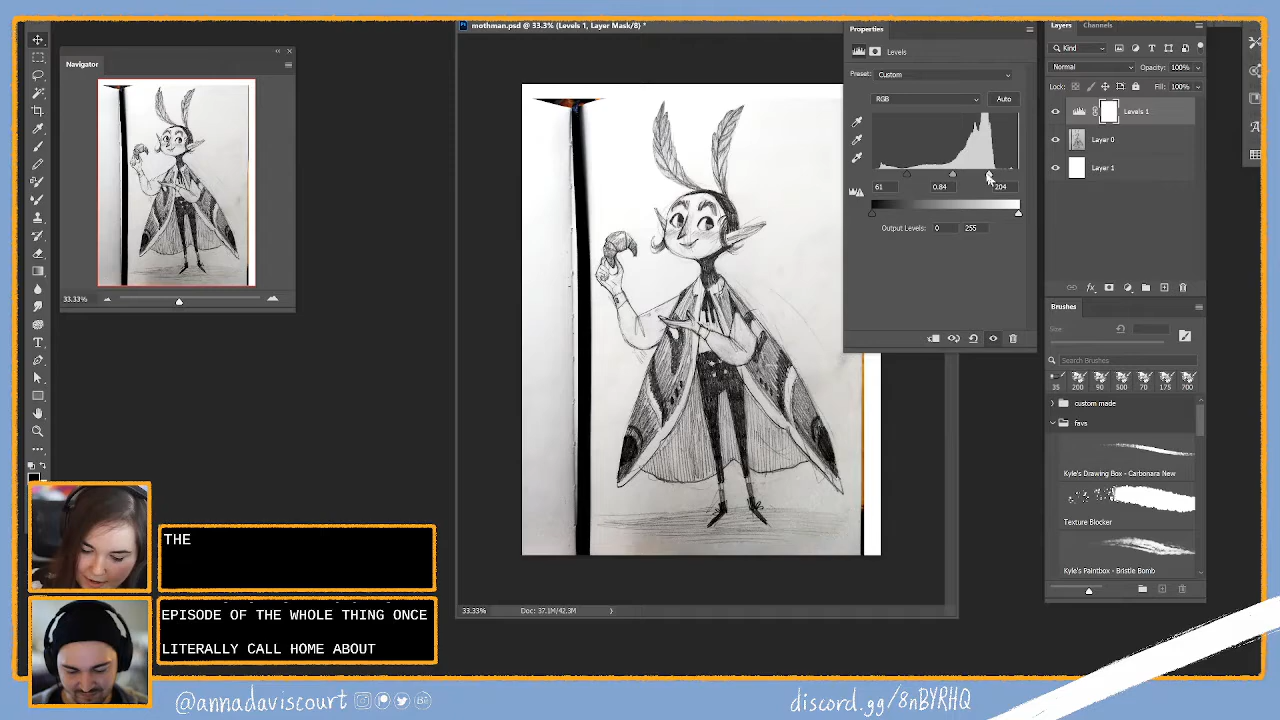 mothman.psd @ 33.3% (Levels 1, Layer Mask/8) *
Navigator
33.33%
Properties
Levels
Preset: Custom
RGB
Auto
61 0.84 204
Output Levels: 0 255
Layers Channels
Kind
Normal Opacity: 100%
Lock: Fill: 100%
Levels 1
Layer 0
Layer 1
Brushes
Size:
Search Brushes
35 200 90 500 70 175 700
custom made
favs
Kyle's Drawing Box - Carbonara New
Texture Blocker
Kyle's Paintbox - Bristle Bomb
33.33% Doc: 37.1M/42.3M
THE
EPISODE OF THE WHOLE THING ONCE
LITERALLY CALL HOME ABOUT
@annadaviscourt
discord.gg/8nBYRHQ